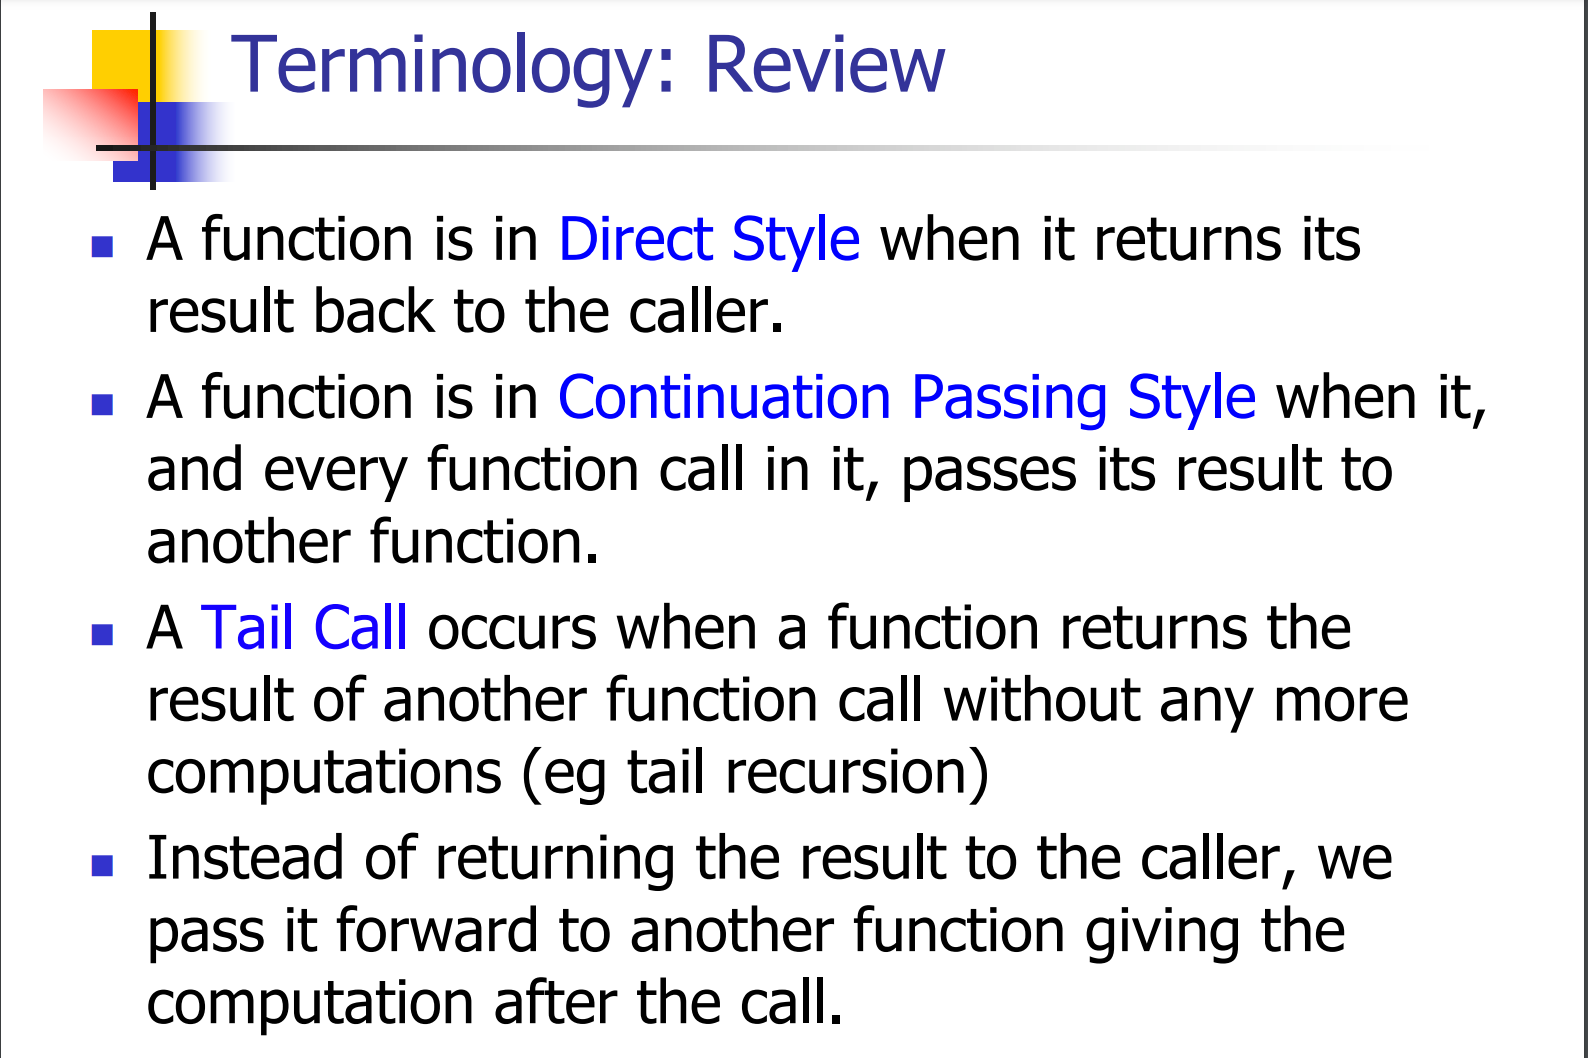 Terminology: Review
A function is in Direct Style when it returns its
result back to the caller.
A function is in Continuation Passing Style when it,
and every function call in it, passes its result to
another function.
A Tail Call occurs when a function returns the
result of another function call without any more
computations (eg tail recursion)
Instead of returning the result to the caller, we
pass it forward to another function giving the
computation after the call.